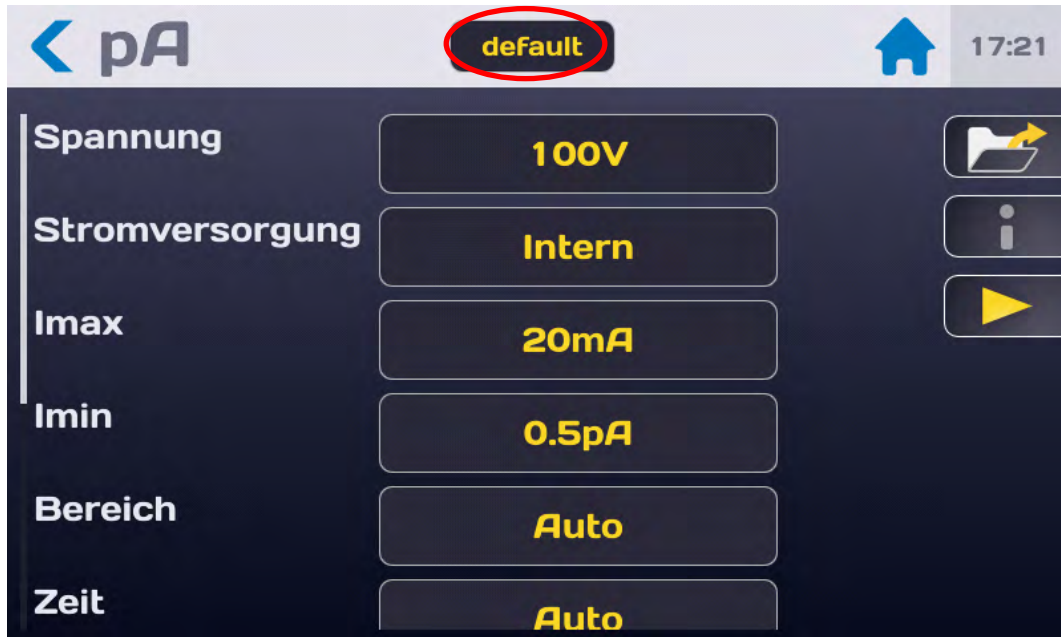 pA
default
17:21
Spannung
100V
Stromversorgung
Intern
Imax
20mA
Imin
0.5pA
Bereich
Auto
Zeit
Auto